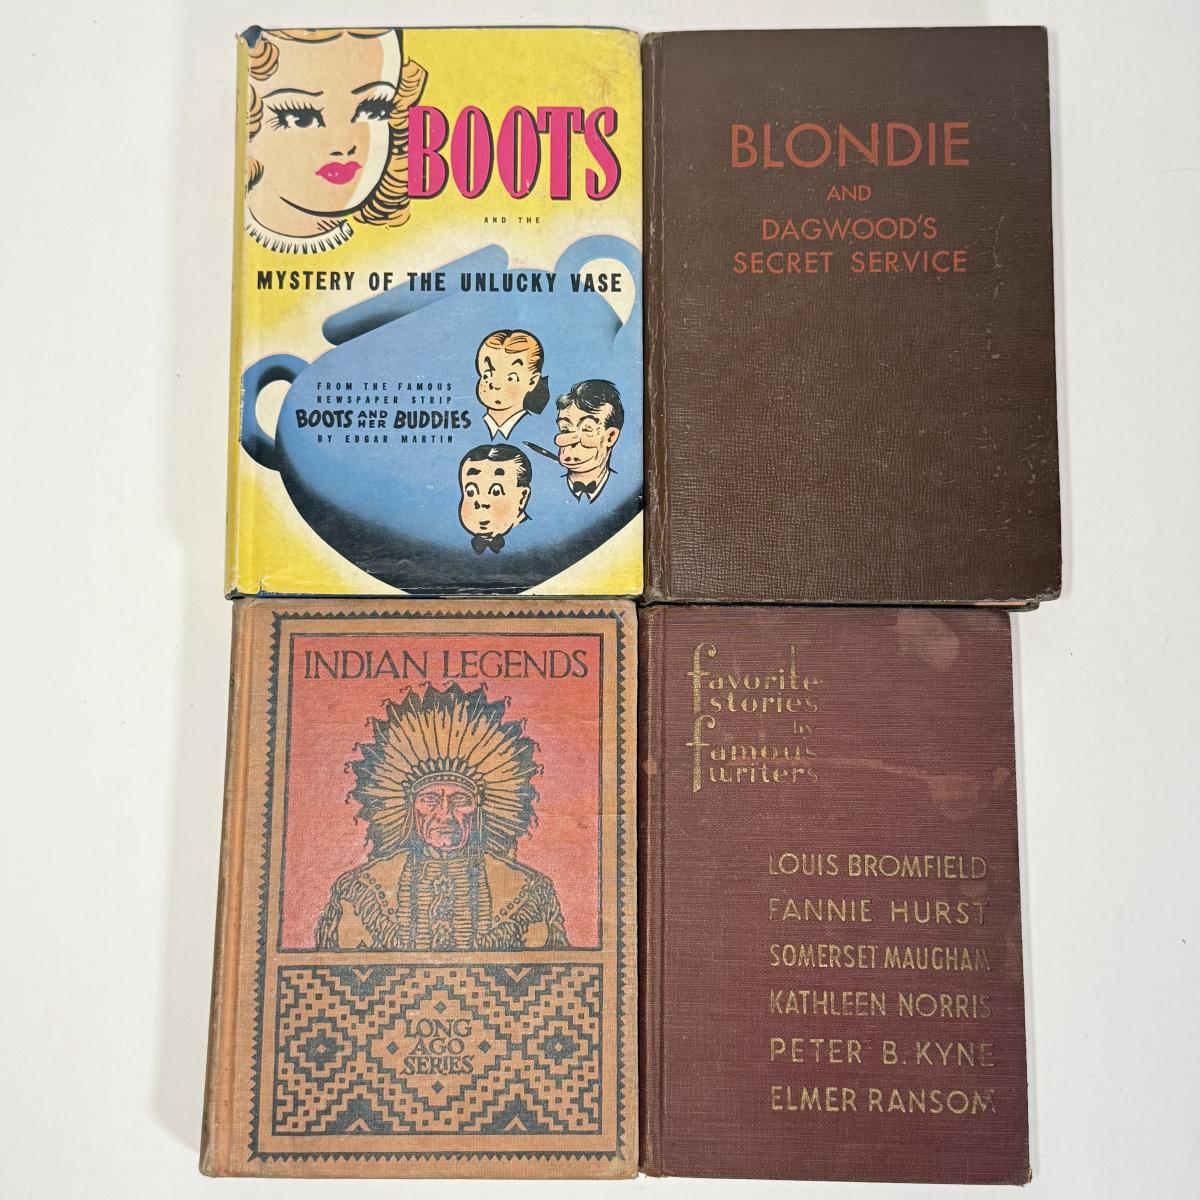 BOOTS
AND THE
MYSTERY OF THE UNLUCKY VASE
FROM THE FAMOUS
NEWSPAPER STRIP
BOOTS AND HER BUDDIES
BY EDGAR MARTIN
BLONDIE
AND
DAGWOOD'S
SECRET SERVICE
INDIAN LEGENDS
LONG
AGO
SERIES
favorite
stories
by
famous
writers
LOUIS BROMFIELD
FANNIE HURST
SOMERSET MAUGHAM
KATHLEEN NORRIS
PETER B. KYNE
ELMER RANSOM